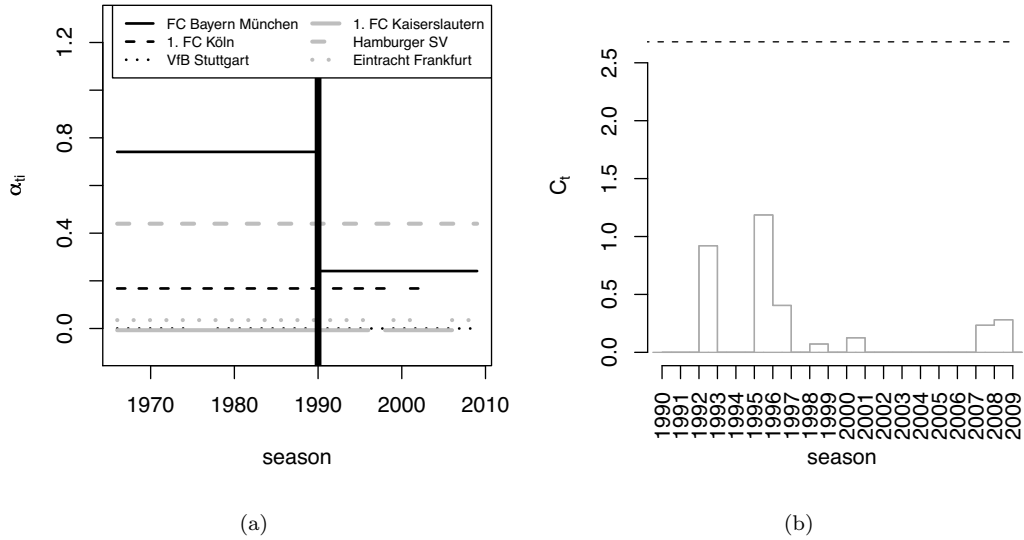 FC Bayern München
1. FC Köln
VfB Stuttgart
1. FC Kaiserslautern
Hamburger SV
Eintracht Frankfurt
αti
0.0 0.4 0.8 1.2
1970 1980 1990 2000 2010
season
(a)
Ct
0.0 0.5 1.0 1.5 2.0 2.5
1990 1991 1992 1993 1994 1995 1996 1997 1998 1999 2000 2001 2002 2003 2004 2005 2006 2007 2008 2009
season
(b)